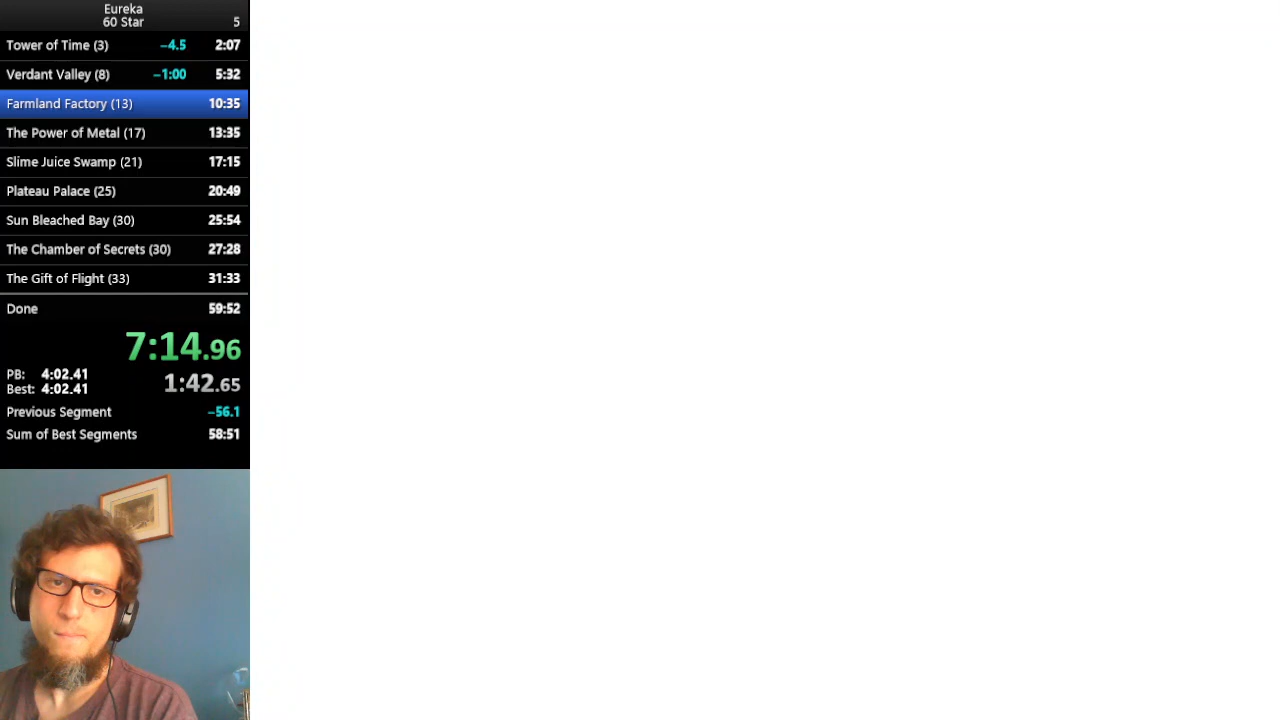 Eureka
60 Star 5
Tower of Time (3) −4.5 2:07
Verdant Valley (8) −1:00 5:32
Farmland Factory (13) 10:35
The Power of Metal (17) 13:35
Slime Juice Swamp (21) 17:15
Plateau Palace (25) 20:49
Sun Bleached Bay (30) 25:54
The Chamber of Secrets (30) 27:28
The Gift of Flight (33) 31:33
Done 59:52
7:14.96
PB: 4:02.41
Best: 4:02.41
1:42.65
Previous Segment −56.1
Sum of Best Segments 58:51